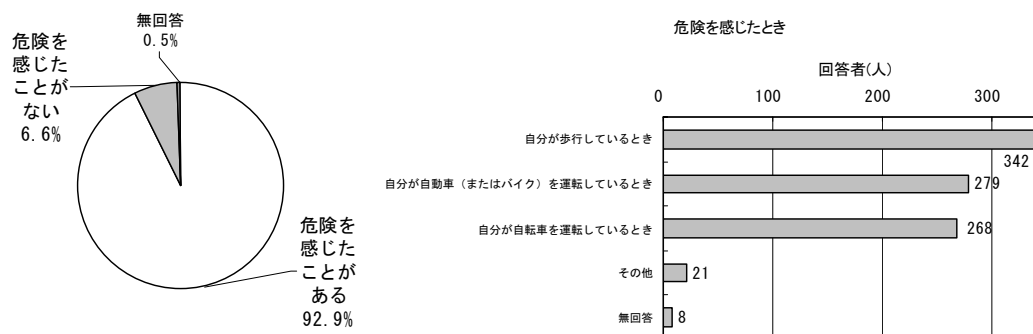 無回答
0.5%
危険を
感じた
ことが
ない
6.6%
危険を
感じた
ことが
ある
92.9%
危険を感じたとき
回答者(人)
0
100
200
300
自分が歩行しているとき
342
自分が自動車（またはバイク）を運転しているとき
279
自分が自転車を運転しているとき
268
その他
21
無回答
8